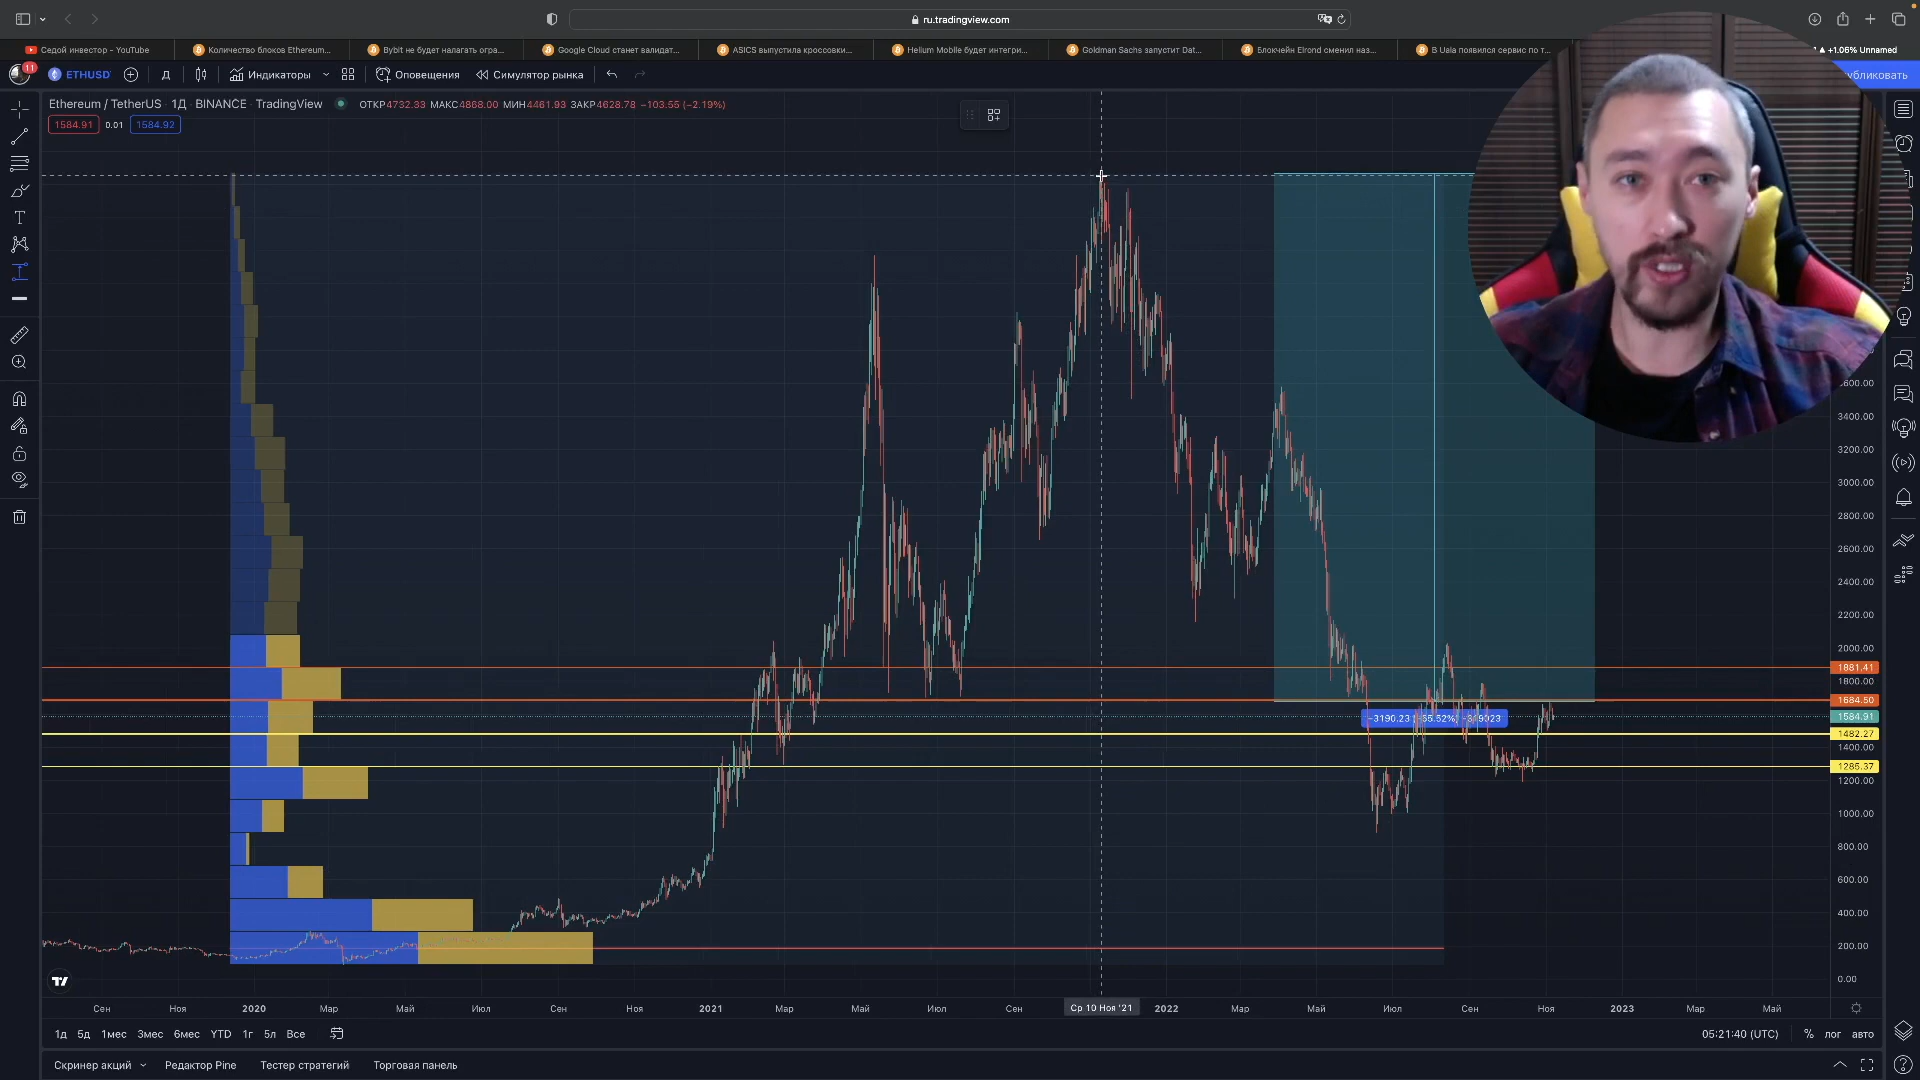 ru.tradingview.com
Седой инвестор - YouTube
Количество блоков Ethereum...
Bybit не будет налагать огра...
Google Cloud станет валидат...
ASICS выпустила кроссовки...
Helium Mobile будет интегри...
Goldman Sachs запустит Dat...
Блокчейн Elrond сменил наз...
В Uala появился сервис по т...
+1.06% Unnamed
11
ETHUSD
Д
Индикаторы
Оповещения
Симулятор рынка
убликовать
Ethereum / TetherUS · 1Д · BINANCE · TradingView
ОТКР4732.33 МАКС4868.00 МИН4461.93 ЗАКР4628.78 −103.55 (−2.19%)
1584.91
0.01
1584.92
3600.00
3400.00
3200.00
3000.00
2800.00
2600.00
2400.00
2200.00
2000.00
1881.41
1800.00
1684.50
1584.91
1482.27
1400.00
1285.37
1200.00
1000.00
800.00
600.00
400.00
200.00
0.00
Сен
Ноя
2020
Мар
Май
Июл
Сен
Ноя
2021
Мар
Май
Июл
Сен
Ср 10 Ноя '21
2022
Мар
Май
Июл
Сен
Ноя
2023
Мар
Май
1д
5д
1мес
3мес
6мес
YTD
1г
5л
Все
05:21:40 (UTC)
%
лог
авто
Скринер акций
Редактор Pine
Тестер стратегий
Торговая панель